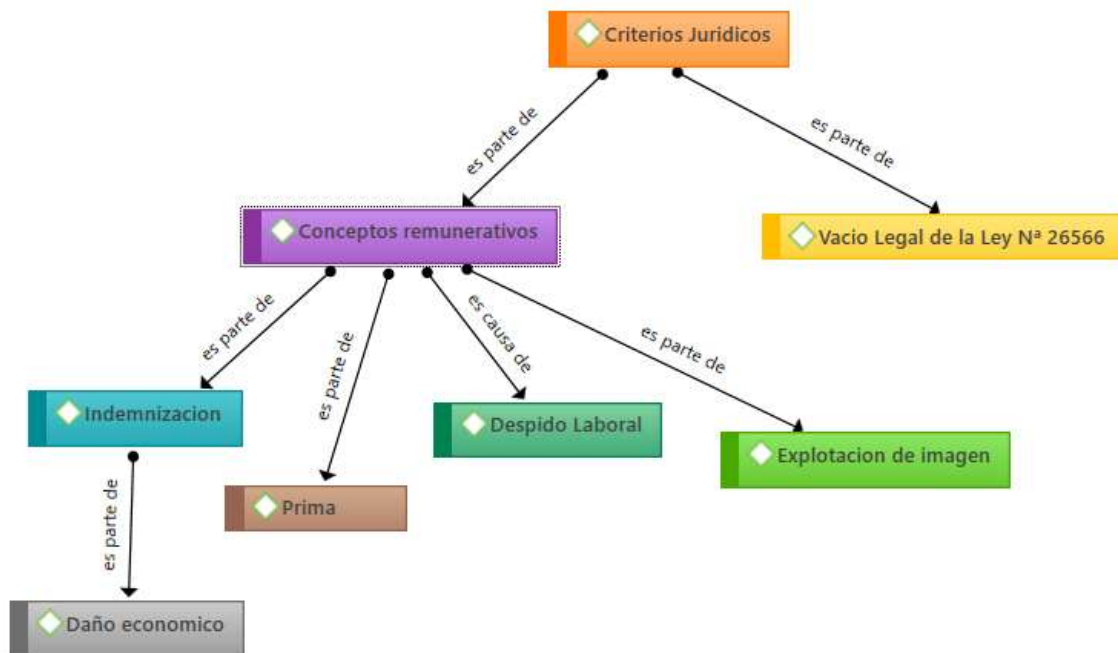 Criterios Juridicos
es parte de
es parte de
Conceptos remunerativos
Vacio Legal de la Ley Nª 26566
es parte de
es parte de
es causa de
es parte de
Indemnizacion
Despido Laboral
Explotacion de imagen
Prima
es parte de
Daño economico